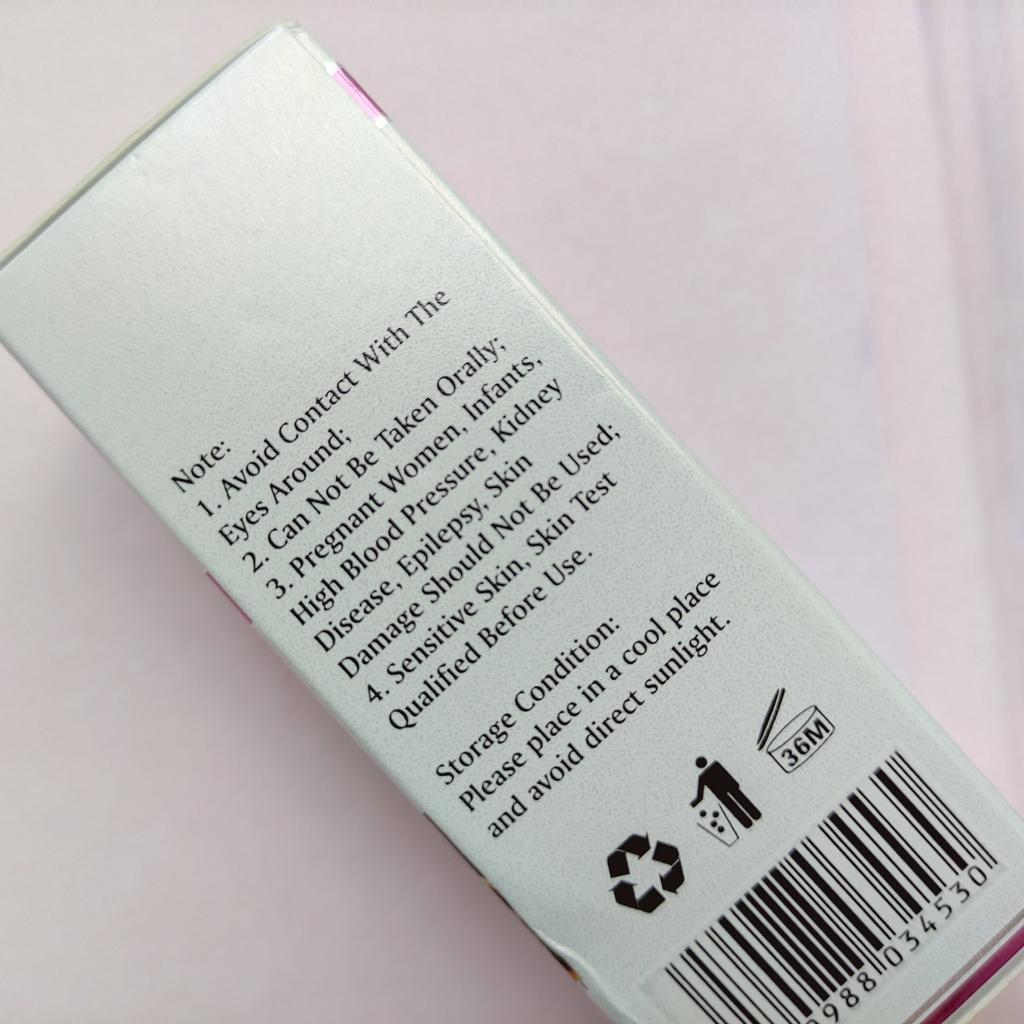 Note:
1. Avoid Contact With The
Eyes Around;
2. Can Not Be Taken Orally;
3. Pregnant Women, Infants,
High Blood Pressure, Kidney
Disease, Epilepsy, Skin
Damage Should Not Be Used;
4. Sensitive Skin, Skin Test
Qualified Before Use.
Storage Condition:
Please place in a cool place
and avoid direct sunlight.
36M
988 034530